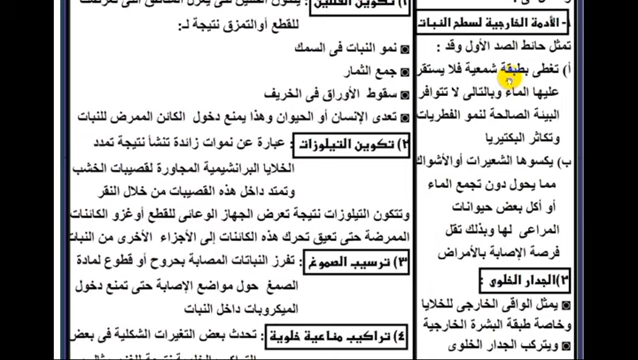 ١- الأدمة الخارجية لسطح النبات
تمثل حائط الصد الأول وقد :
أ) تغطى بطبقة شمعية فلا يستقر
عليها الماء وبالتالى لا تتوافر
البيئة الصالحة لنمو الفطريات
وتكاثر البكتيريا
ب) يكسوها الشعيرات أوالأشواك
مما يحول دون تجمع الماء
أو أكل بعض حيوانات
المراعى لها وبذلك تقل
فرصة الإصابة بالأمراض
٢) الجدار الخلوى :
يمثل الواقى الخارجى للخلايا
وخاصة طبقة البشرة الخارجية
ويتركب الجدار الخلوى
١) تكوين الفلين
للقطع أوالتمزق نتيجة لـ:
نمو النبات فى السمك
جمع الثمار
سقوط الأوراق فى الخريف
تعدى الإنسان أو الحيوان وهذا يمنع دخول الكائن الممرض للنبات
٢) تكوين التيلوزات : عبارة عن نموات زائدة تنشأ نتيجة تمدد
الخلايا البرانشيمية المجاورة لقصيبات الخشب
وتمتد داخل هذه القصيبات من خلال النقر
وتتكون التيلوزات نتيجة تعرض الجهاز الوعائى للقطع أوغزو الكائنات
الممرضة حتى تعيق تحرك هذه الكائنات إلى الأجزاء الأخرى من النبات
٣) ترسيب الصموغ : تفرز النباتات المصابة بجروح أو قطوع لمادة
الصمغ حول مواضع الإصابة حتى تمنع دخول
الميكروبات داخل النبات
٤) تراكيب مناعية خلوية : تحدث بعض التغيرات الشكلية فى بعض